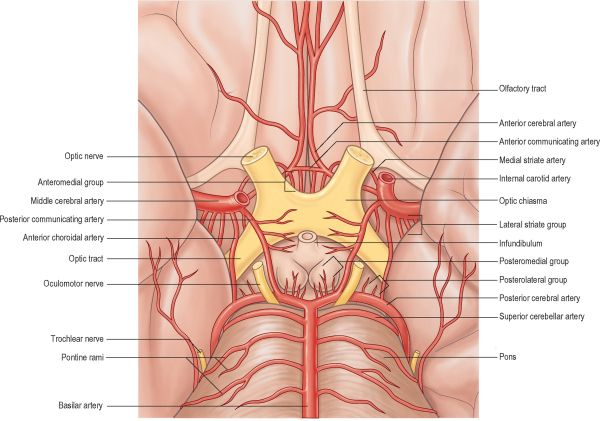 Olfactory tract
Anterior cerebral artery
Anterior communicating artery
Optic nerve
Medial striate artery
Internal carotid artery
Anteromedial group
Middle cerebral artery
Optic chiasma
Posterior communicating artery
Lateral striate group
Anterior choroidal artery
Infundibulum
Optic tract
Posteromedial group
Oculomotor nerve
Posterolateral group
Posterior cerebral artery
Superior cerebellar artery
Trochlear nerve
Pontine rami
Pons
Basilar artery